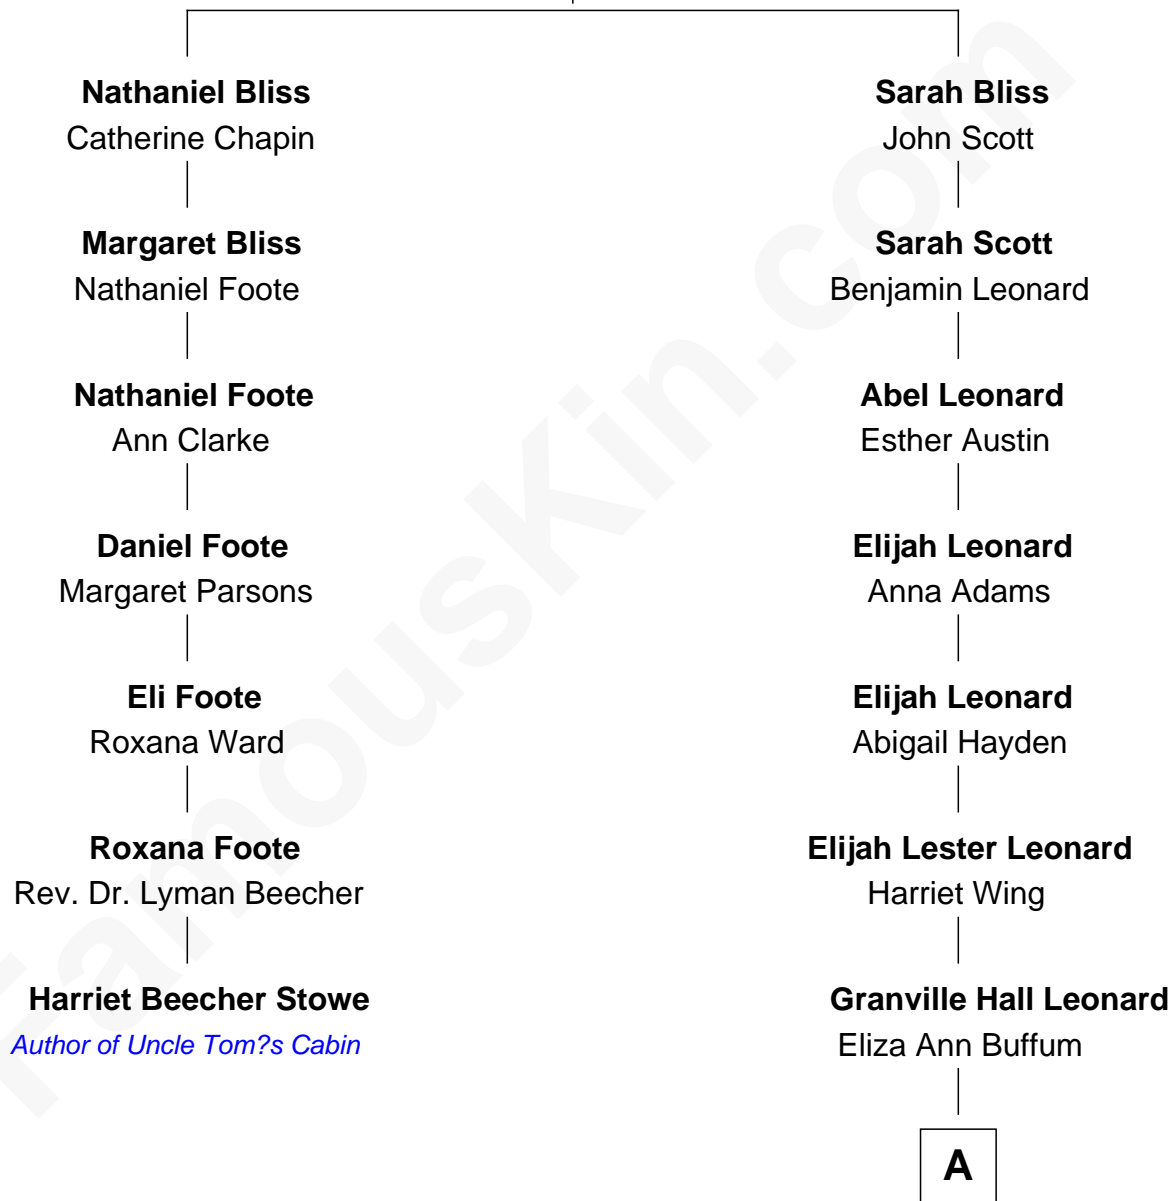 Nathaniel Bliss
Catherine Chapin
Margaret Bliss
Nathaniel Foote
Nathaniel Foote
Ann Clarke
Daniel Foote
Margaret Parsons
Eli Foote
Roxana Ward
Roxana Foote
Rev. Dr. Lyman Beecher
Harriet Beecher Stowe
Author of Uncle Tom?s Cabin
Sarah Bliss
John Scott
Sarah Scott
Benjamin Leonard
Abel Leonard
Esther Austin
Elijah Leonard
Anna Adams
Elijah Leonard
Abigail Hayden
Elijah Lester Leonard
Harriet Wing
Granville Hall Leonard
Eliza Ann Buffum
A
FamousKin.com